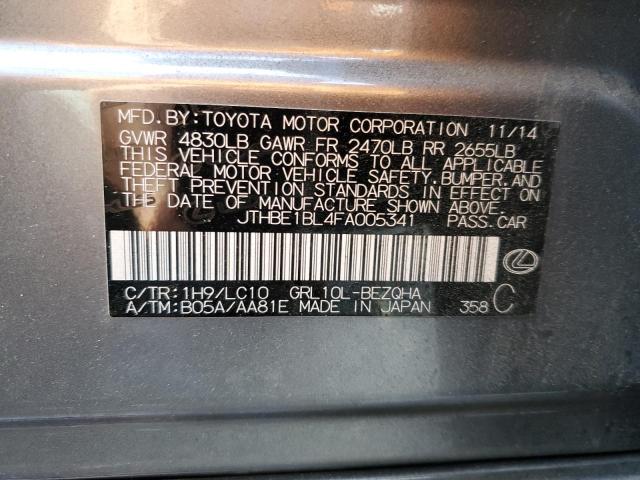 MFD. BY: TOYOTA MOTOR CORPORATION 11/14
GVWR 4830LB GAWR FR 2470LB RR 2655LB
THIS VEHICLE CONFORMS TO ALL APPLICABLE
FEDERAL MOTOR VEHICLE SAFETY, BUMPER, AND
THEFT PREVENTION STANDARDS IN EFFECT ON
THE DATE OF MANUFACTURE SHOWN ABOVE.
JTHBE1BL4FA005341 PASS. CAR
C/TR: 1H9/LC10 GRL10L-BEZQHA
A/TM: B05A/AA81E MADE IN JAPAN 358 C